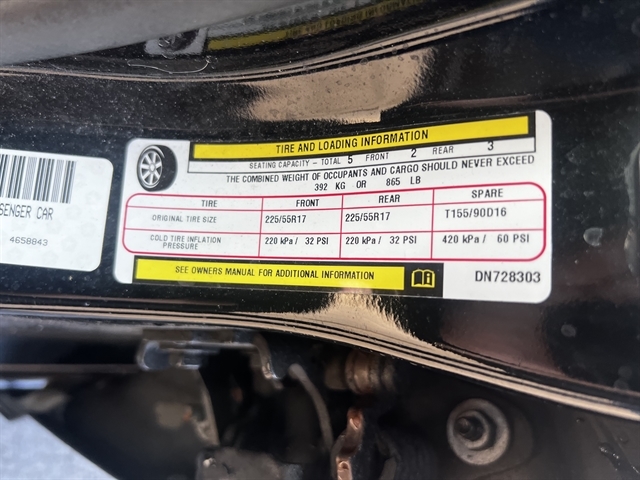 SENGER CAR
4658843
TIRE AND LOADING INFORMATION
SEATING CAPACITY - TOTAL 5 FRONT 2 REAR 3
THE COMBINED WEIGHT OF OCCUPANTS AND CARGO SHOULD NEVER EXCEED
392 KG OR 865 LB
TIRE FRONT REAR SPARE
ORIGINAL TIRE SIZE 225/55R17 225/55R17 T155/90D16
COLD TIRE INFLATION PRESSURE 220 kPa / 32 PSI 220 kPa / 32 PSI 420 kPa / 60 PSI
SEE OWNERS MANUAL FOR ADDITIONAL INFORMATION
DN728303